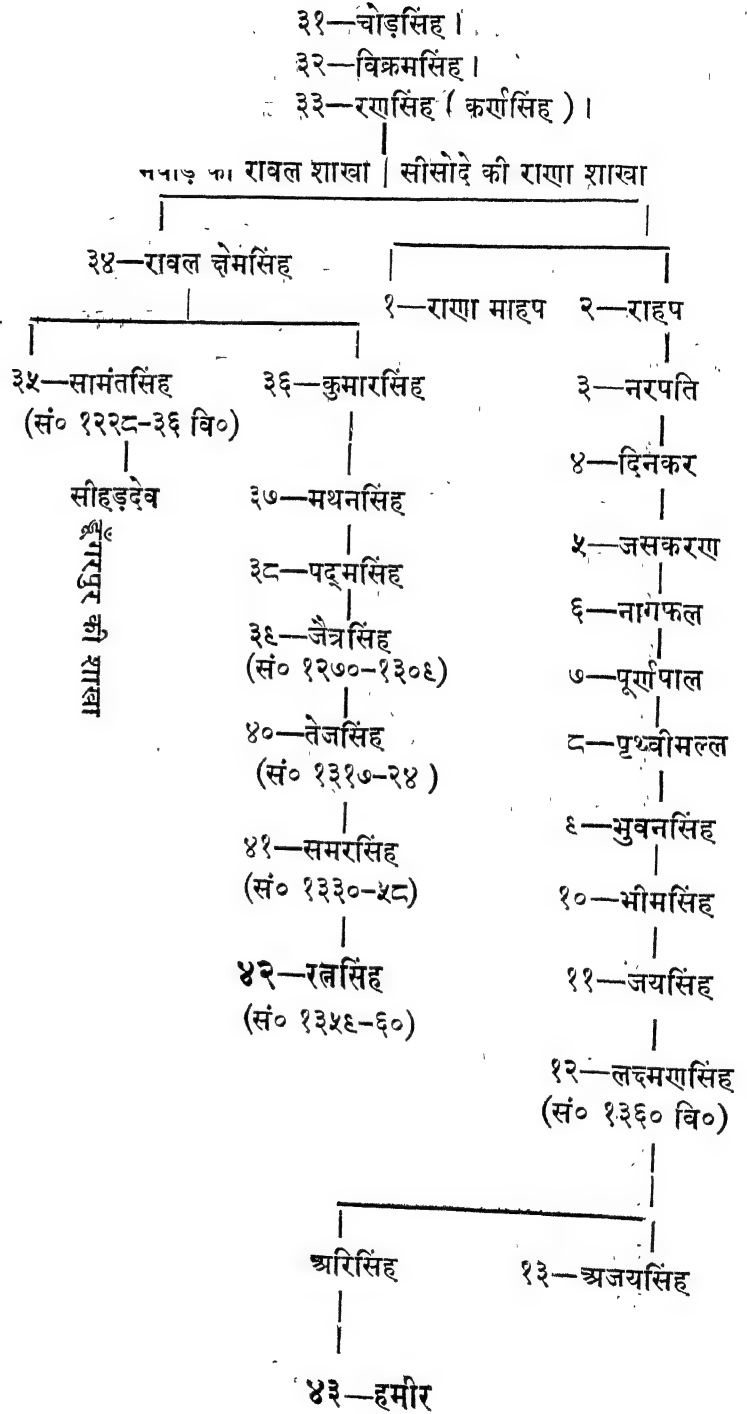 ३१—चोड़सिंह ।
३२—विक्रमसिंह ।
३३—रणसिंह ( कर्णसिंह ) ।
रावल शाखा | सीसोदे की राणा शाखा
३४—रावल क्षेमसिंह
१—राणा माहप २—राहप
३५—सामंतसिंह ३६—कुमारसिंह ३—नरपति
(सं० १२२८-३६ वि०)
४—दिनकर
सीहड़देव ३७—मथनसिंह
डूँगरपुर की शाखा
५—जसकरण
३८—पद्मसिंह
६—नागफल
३९—जैत्रसिंह
(सं० १२७०-१३०९)
७—पूर्णपाल
४०—तेजसिंह ८—पृथ्वीमल्ल
(सं० १३१७-२४ )
९—भुवनसिंह
४१—समरसिंह
(सं० १३३०-५८)
१०—भीमसिंह
४२—रत्नसिंह ११—जयसिंह
(सं० १३५९-६०)
१२—लक्ष्मणसिंह
(सं० १३६० वि०)
अरिसिंह १३—अजयसिंह
४३—हमीर